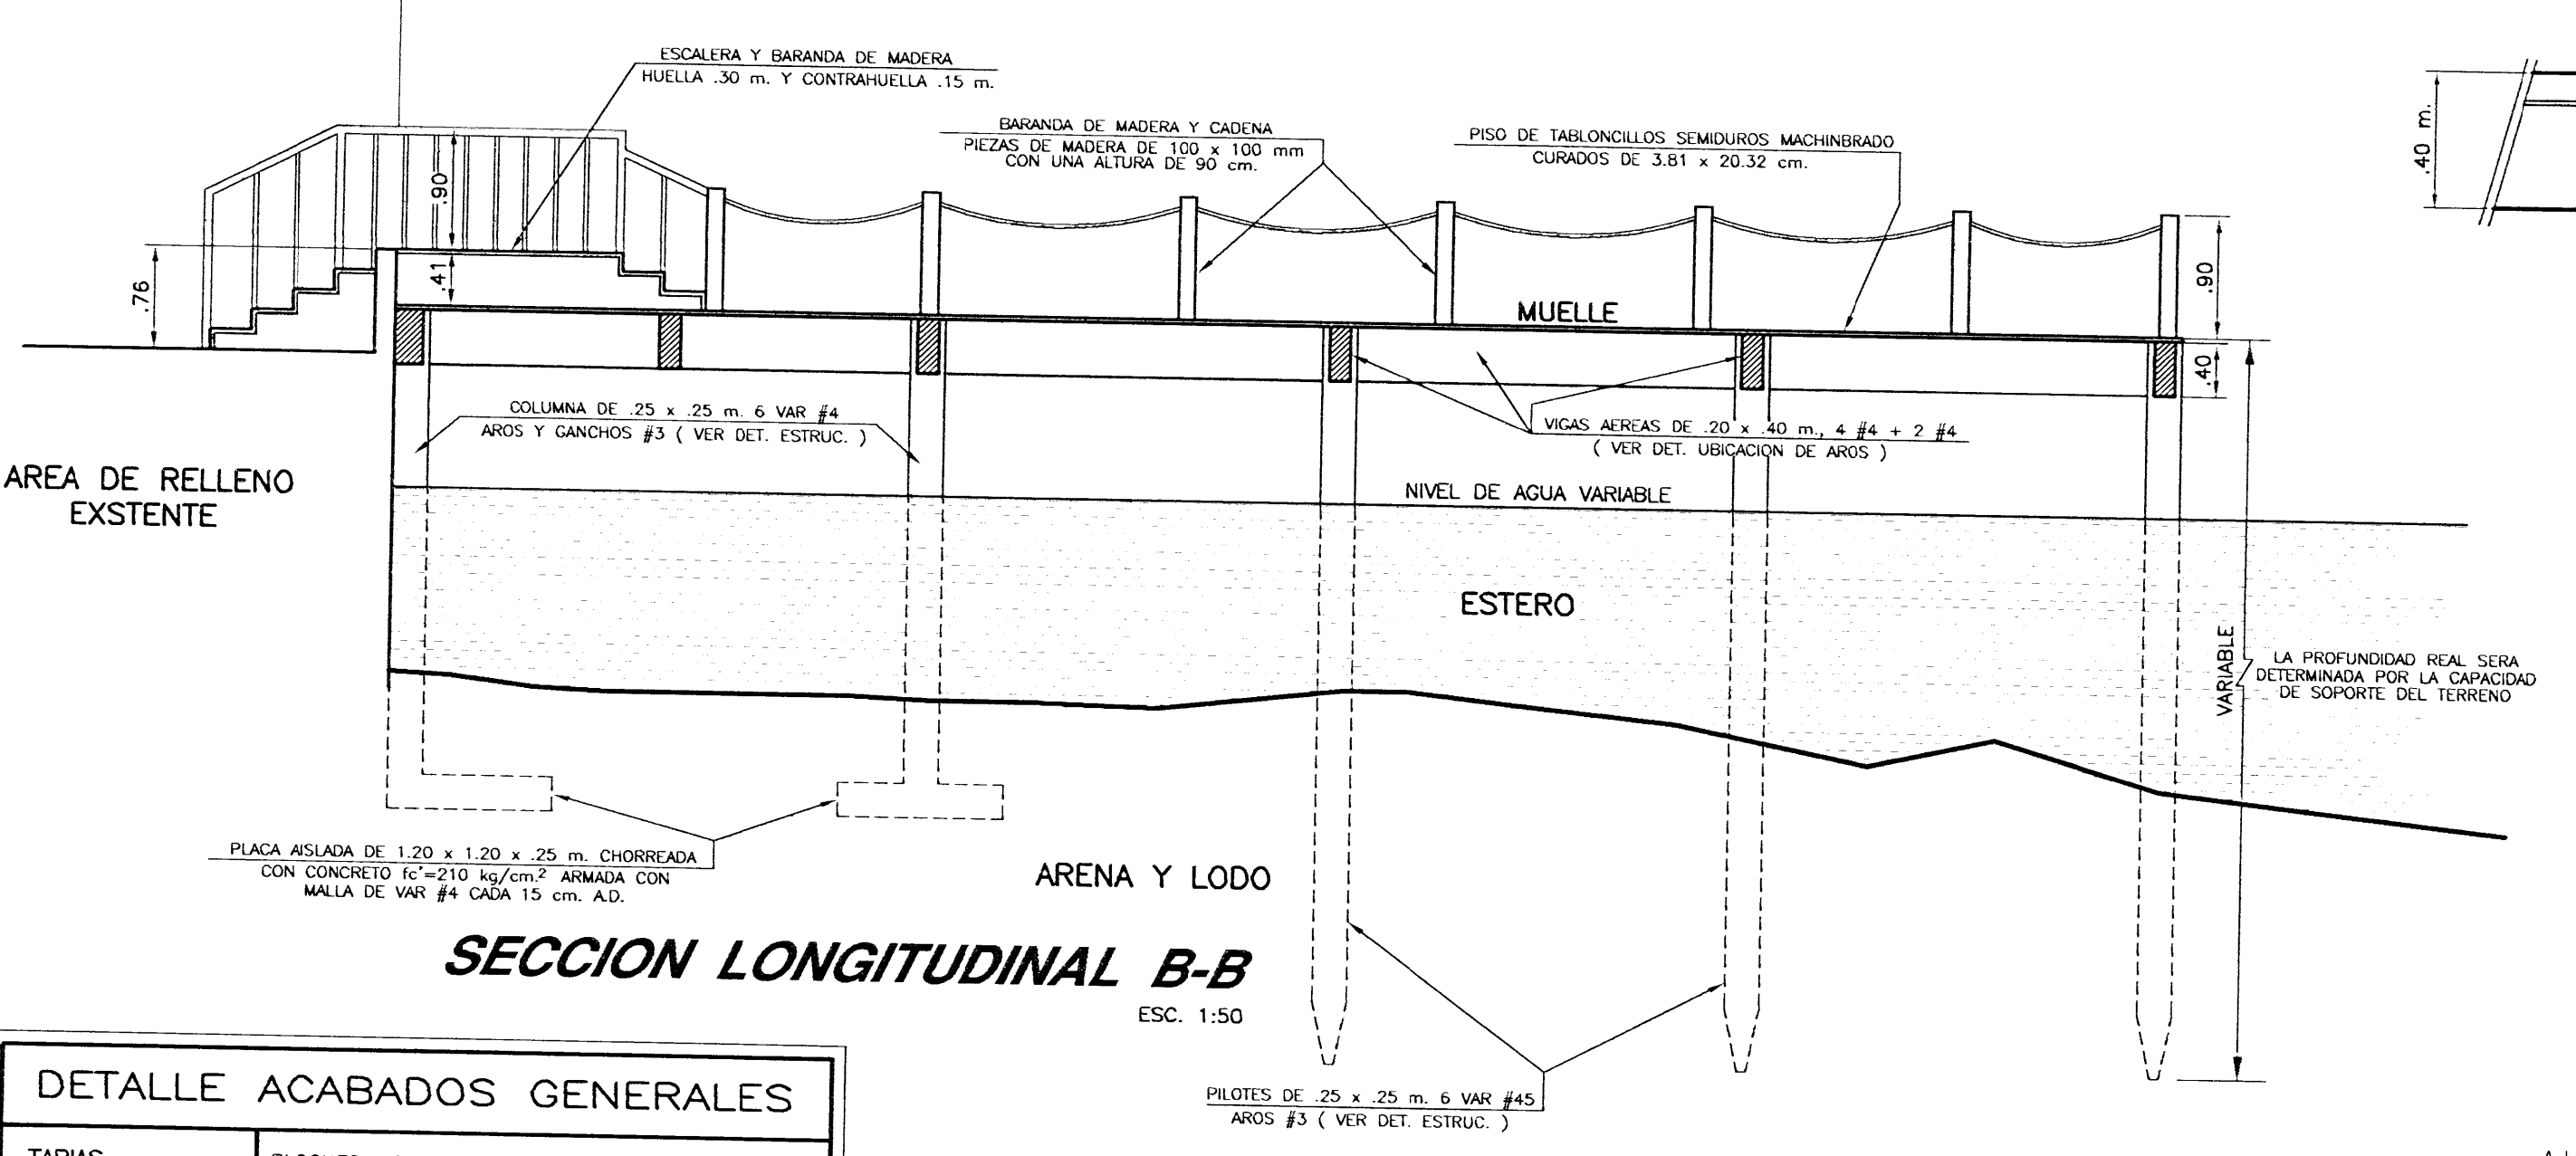 ESCALERA Y BARANDA DE MADERA
HUELLA .30 m. Y CONTRAHUELLA .15 m.
BARANDA DE MADERA Y CADENA
PIEZAS DE MADERA DE 100 x 100 mm
CON UNA ALTURA DE 90 cm.
PISO DE TABLONCILLOS SEMIDUROS MACHINBRADO
CURADOS DE 3.81 x 20.32 cm.
.40 m.
.90
.76
.41
MUELLE
.90
.40
COLUMNA DE .25 x .25 m. 6 VAR #4
AROS Y GANCHOS #3 ( VER DET. ESTRUC. )
VIGAS AEREAS DE .20 x .40 m., 4 #4 + 2 #4
( VER DET. UBICACION DE AROS )
AREA DE RELLENO
EXSTENTE
NIVEL DE AGUA VARIABLE
ESTERO
VARIABLE
LA PROFUNDIDAD REAL SERA
DETERMINADA POR LA CAPACIDAD
DE SOPORTE DEL TERRENO
PLACA AISLADA DE 1.20 x 1.20 x .25 m. CHORREADA
CON CONCRETO fc'=210 kg/cm.² ARMADA CON
MALLA DE VAR #4 CADA 15 cm. A.D.
ARENA Y LODO
SECCION LONGITUDINAL B-B
ESC. 1:50
PILOTES DE .25 x .25 m. 6 VAR #45
AROS #3 ( VER DET. ESTRUC. )
DETALLE ACABADOS GENERALES
TAPIAS